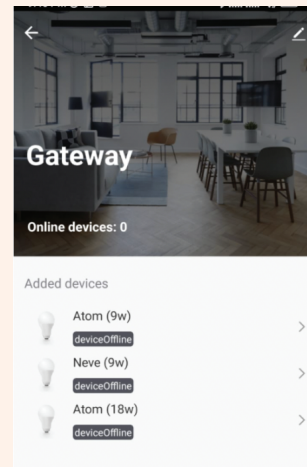 Gateway
Online devices: 0
Added devices
Atom (9w)
deviceOffline
Neve (9w)
deviceOffline
Atom (18w)
deviceOffline